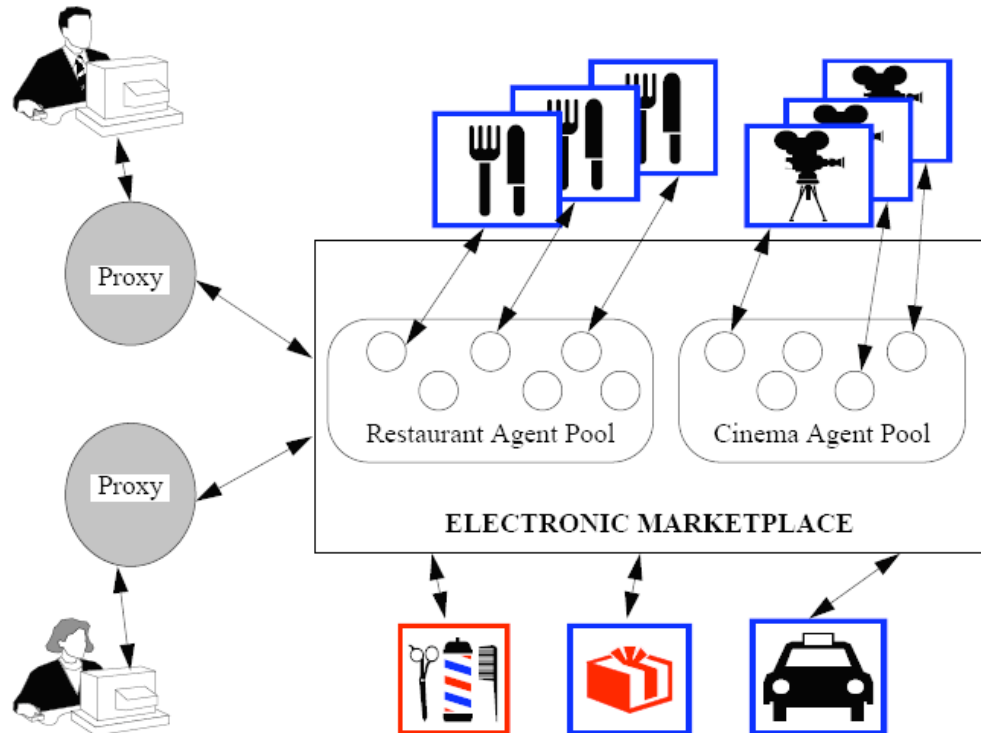 Proxy
Restaurant Agent Pool
Cinema Agent Pool
Proxy
ELECTRONIC MARKETPLACE